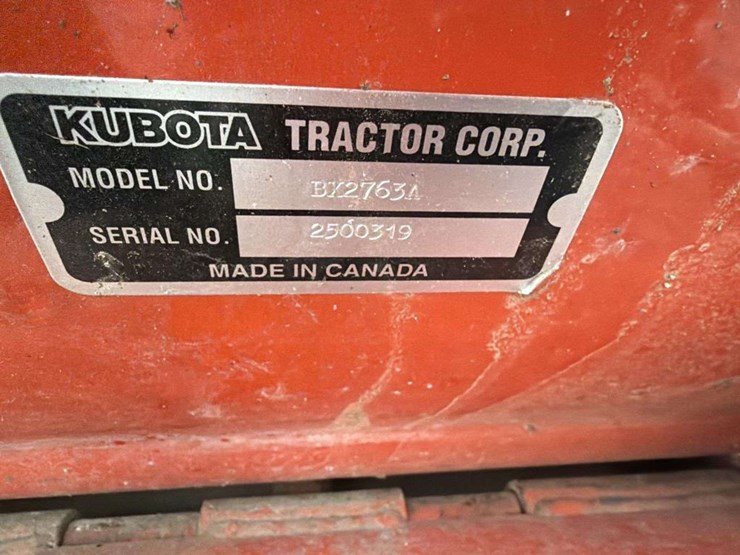 KUBOTA TRACTOR CORP.
MODEL NO. BX2763A
SERIAL NO. 2500319
MADE IN CANADA